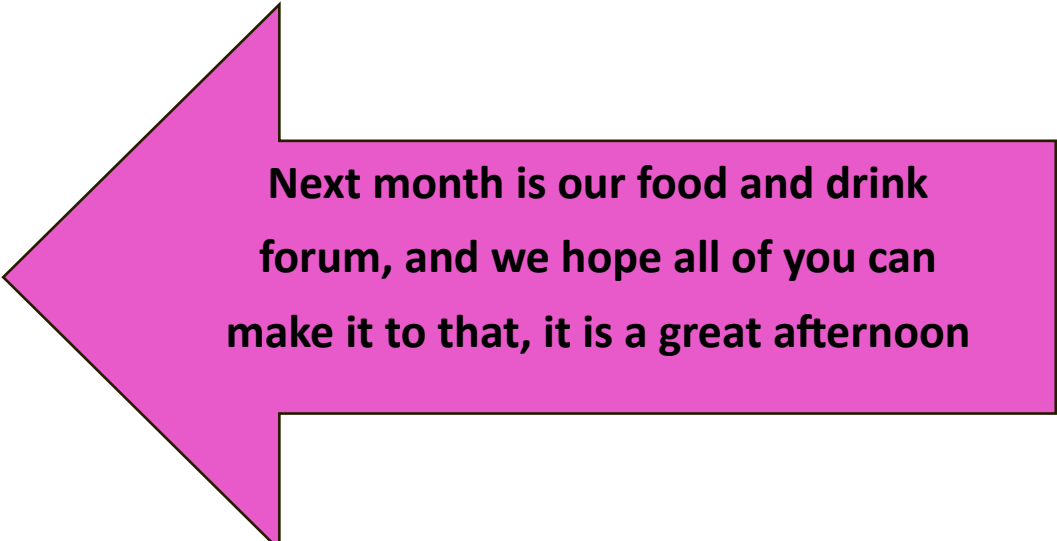 Next month is our food and drink
forum, and we hope all of you can
make it to that, it is a great afternoon